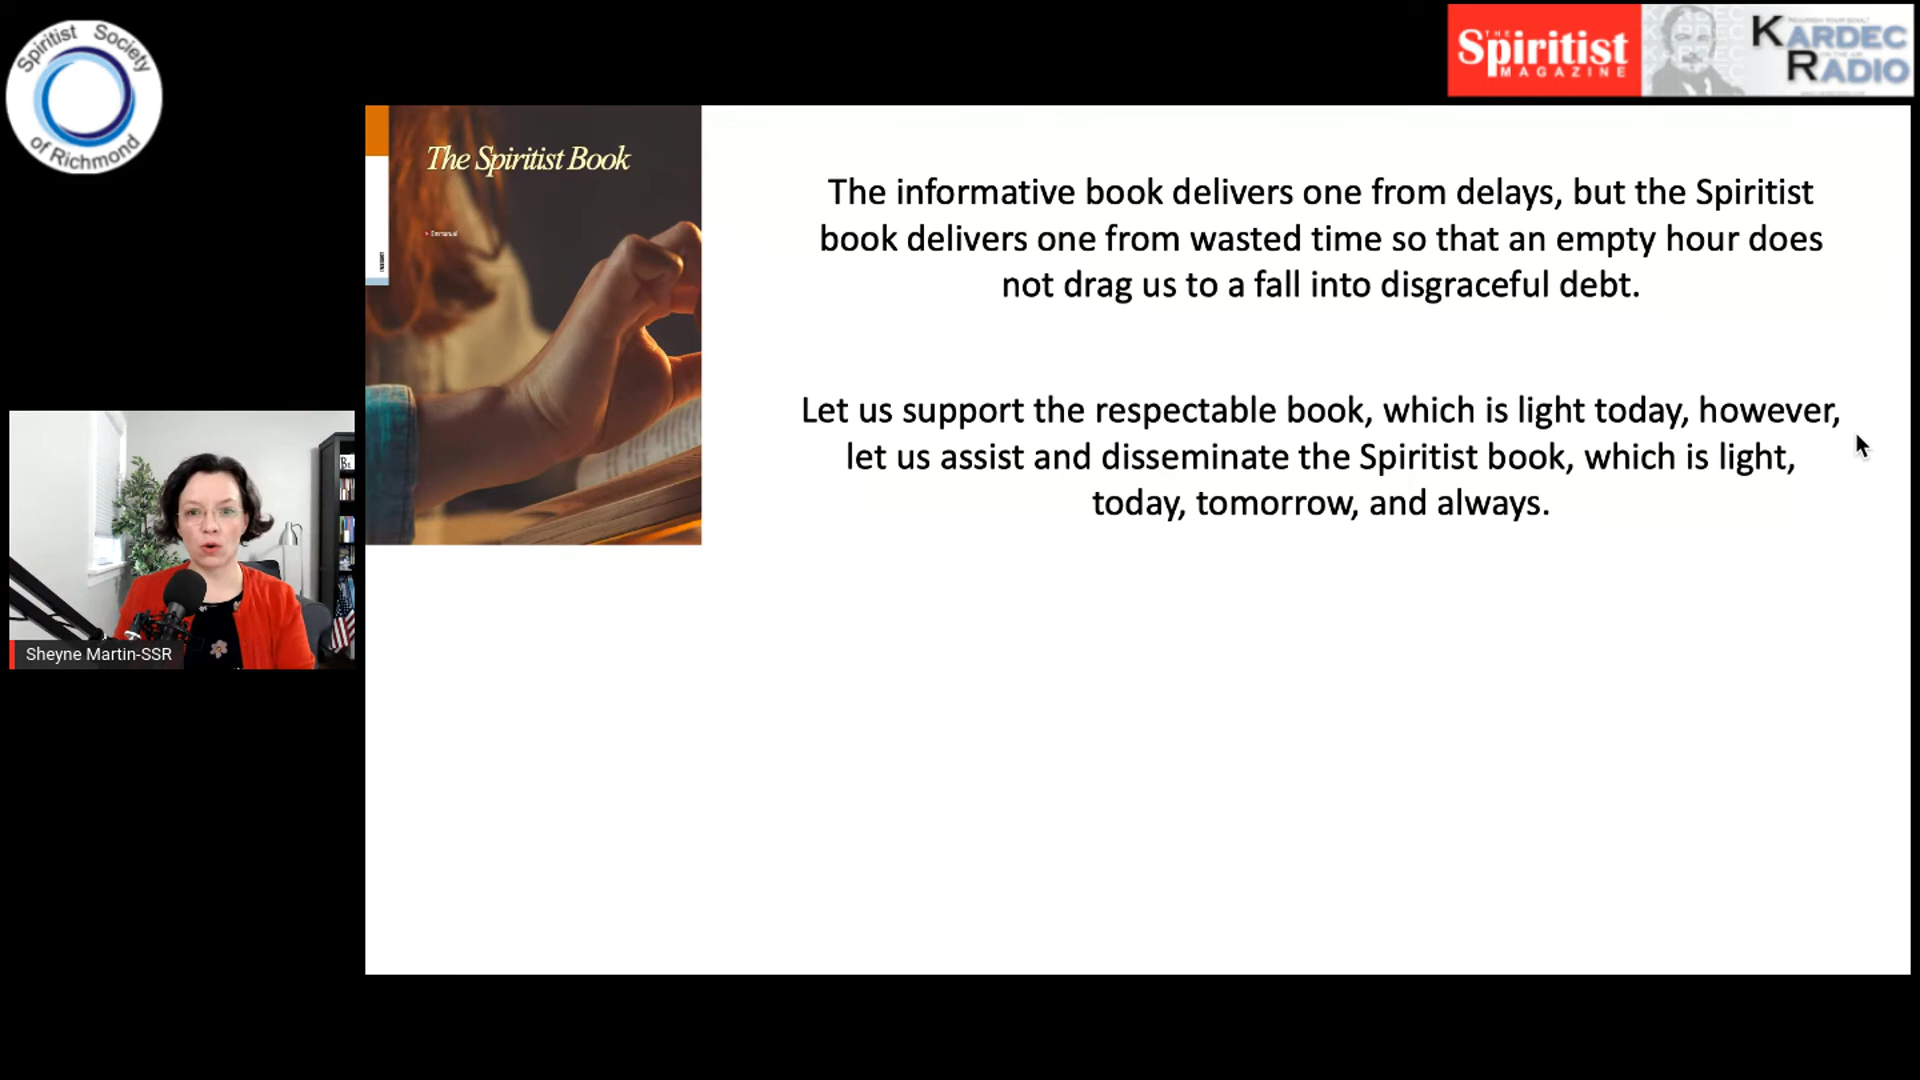 Spiritist Society
of Richmond
THE
Spiritist
MAGAZINE
KARDEC
RADIO
The Spiritist Book
Emmanuel
The informative book delivers one from delays, but the Spiritist
book delivers one from wasted time so that an empty hour does
not drag us to a fall into disgraceful debt.
Let us support the respectable book, which is light today, however,
let us assist and disseminate the Spiritist book, which is light,
today, tomorrow, and always.
Sheyne Martin-SSR